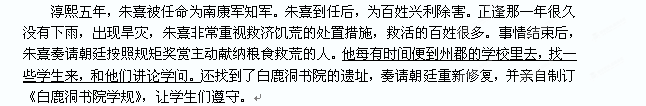 淳熙五年，朱熹被任命为南康军知军。朱熹到任后，为百姓兴利除害。正逢那一年很久
没有下雨，出现旱灾，朱熹非常重视救济饥荒的处置措施，救活的百姓很多。事情结束后，
朱熹奏请朝廷按照规矩奖赏主动献纳粮食救荒的人。他每有时间便到州郡的学校里去，找一
些学生来，和他们讲论学问。还找到了白鹿洞书院的遗址，奏请朝廷重新修复，并亲自制订
《白鹿洞书院学规》，让学生们遵守。